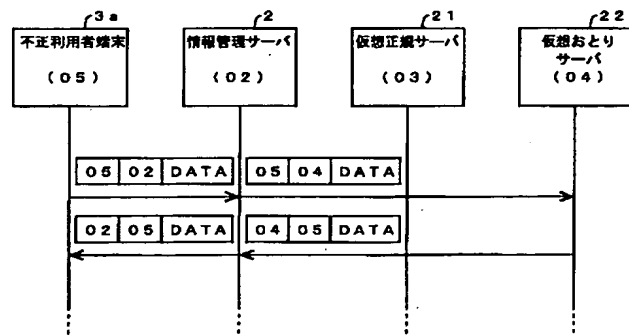 3a
2
21
22
不正利用者端末
(05)
情報管理サーバ
(02)
仮想正規サーバ
(03)
仮想おとり
サーバ
(04)
05 02 DATA
05 04 DATA
02 05 DATA
04 05 DATA